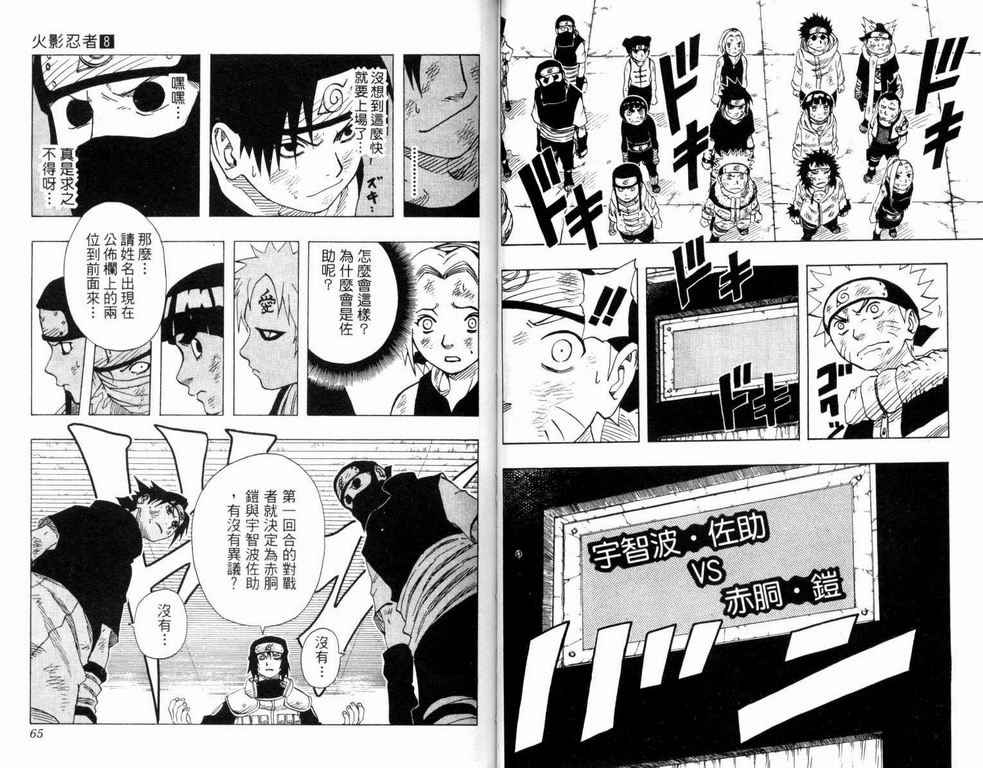 ドキ
ドキ
ドキ
ドキ
ゴク
!!
ドキ
宇智波・佐助
VS
赤胴・鎧
バーン
火影忍者8
沒想到這麼快，
就要上場了…
…………
ズキ…
嘿嘿…
真是求之
不得呀…
怎麼會這樣？
為什麼會是佐
助呢？
愛
那麼…
請姓名出現在
公佈欄上的兩
位到前面來…
第一回合的對戰
者就決定為赤胴
鎧與宇智波佐助
，有沒有異議？
沒有…
沒有…
65